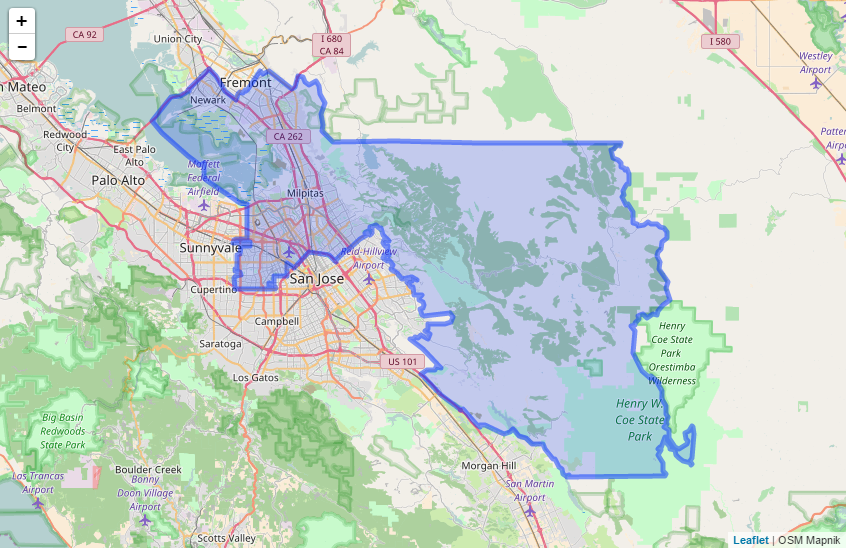 +
−
CA 92
Union City
I 680
CA 84
I 580
Westley
Airport
n Mateo
Fremont
Newark
Belmont
Redwood
City
CA 262
East Palo
Alto
Palo Alto
Moffett
Federal
Airfield
Milpitas
Sunnyvale
Reid-Hillview
Airport
San Jose
Cupertino
Campbell
Saratoga
US 101
Los Gatos
Henry
Coe State
Park
Orestimba
Wilderness
Henry W.
Coe State
Park
Big Basin
Redwoods
State Park
Boulder Creek
Bonny
Doon Village
Airport
Las Trancas
Airport
Morgan Hill
San Martin
Airport
Scotts Valley
Patter
Airpo
Leaflet | OSM Mapnik